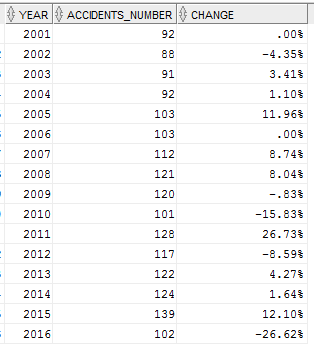 YEAR ACCIDENTS_NUMBER CHANGE
2001 92 .00%
2002 88 -4.35%
2003 91 3.41%
2004 92 1.10%
2005 103 11.96%
2006 103 .00%
2007 112 8.74%
2008 121 8.04%
2009 120 -.83%
2010 101 -15.83%
2011 128 26.73%
2012 117 -8.59%
2013 122 4.27%
2014 124 1.64%
2015 139 12.10%
2016 102 -26.62%